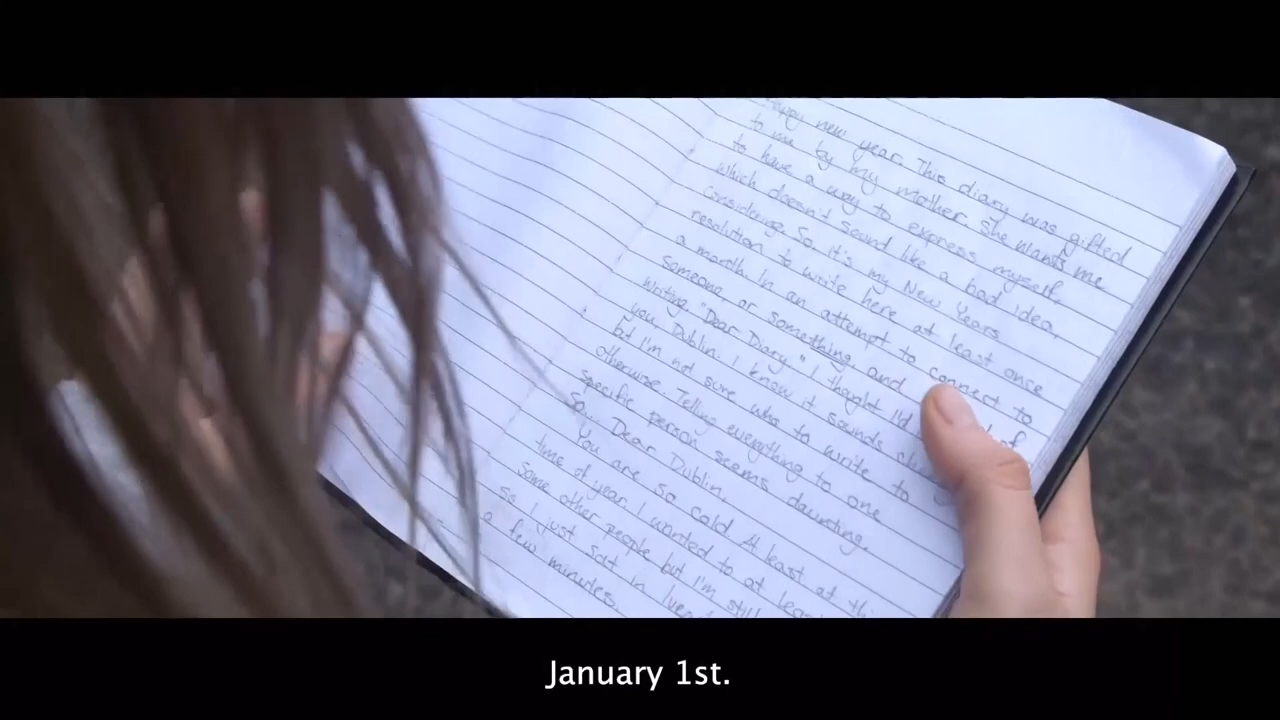 Happy new year. This diary was gifted
to me by my mother. She wants me
to have a way to express myself,
which doesn't sound like a bad idea,
considering. So, it's my New Years
resolution to write here at least once
a month. In an attempt to connect to
someone, or something, and
writing, "Dear Diary" I thought I'd
you, Dublin. I know it sounds
but I'm not sure who to write to
otherwise. Telling everything to one
specific person seems daunting.
So... Dear Dublin,
You are so cold. At least at this
time of year. I wanted to at least
some other people but I'm still
so I just sat in
a few minutes.
January 1st.